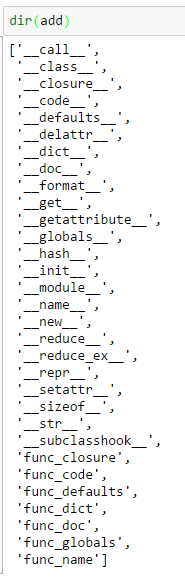 dir(add)
['__call__',
'__class__',
'__closure__',
'__code__',
'__defaults__',
'__delattr__',
'__dict__',
'__doc__',
'__format__',
'__get__',
'__getattribute__',
'__globals__',
'__hash__',
'__init__',
'__module__',
'__name__',
'__new__',
'__reduce__',
'__reduce_ex__',
'__repr__',
'__setattr__',
'__sizeof__',
'__str__',
'__subclasshook__',
'func_closure',
'func_code',
'func_defaults',
'func_dict',
'func_doc',
'func_globals',
'func_name']